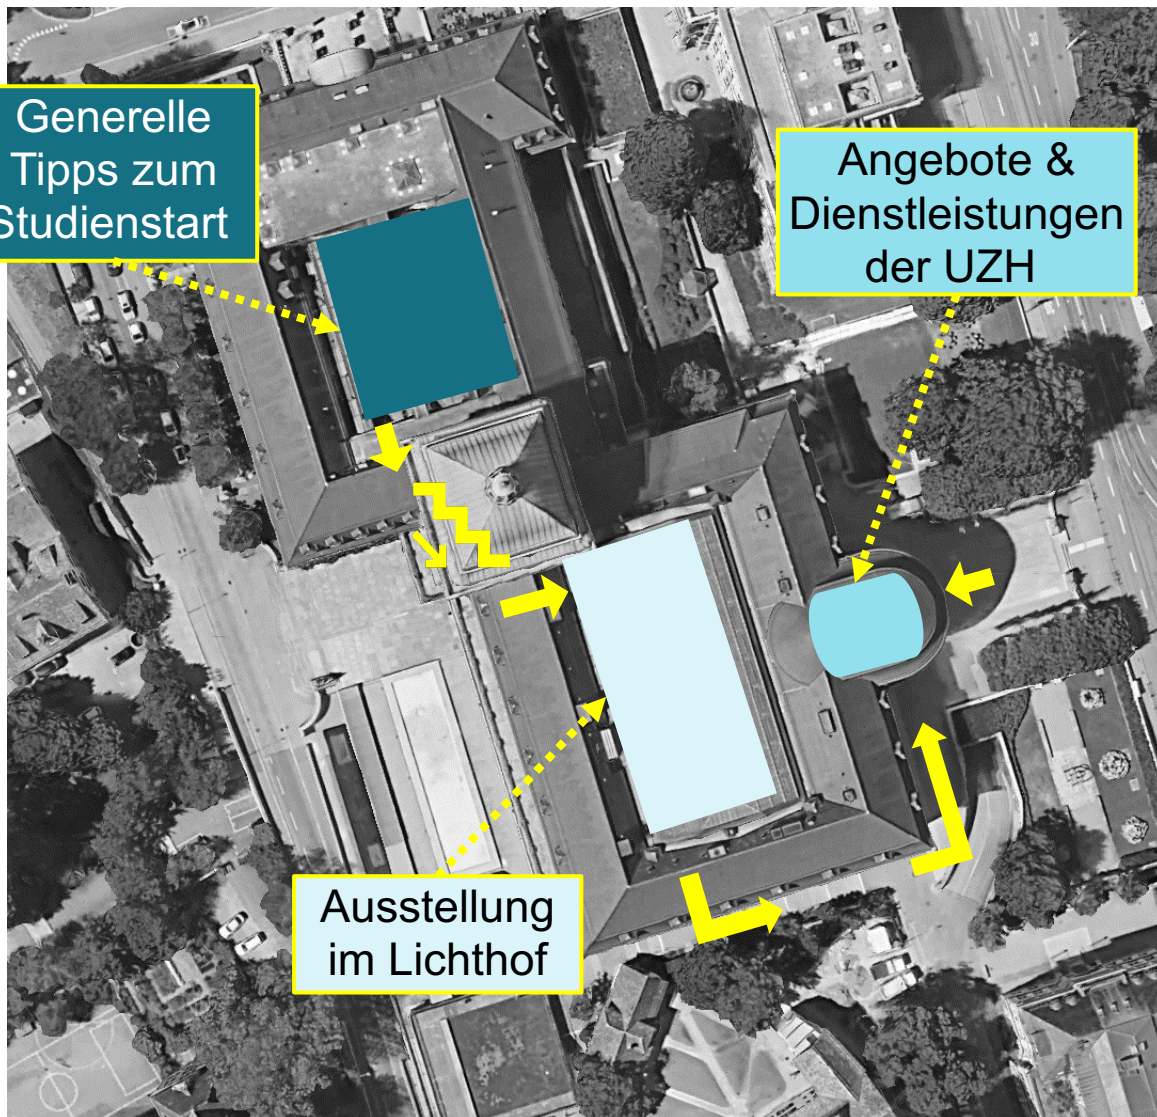 Generelle
Tipps zum
Studienstart
Angebote &
Dienstleistungen
der UZH
Ausstellung
im Lichthof